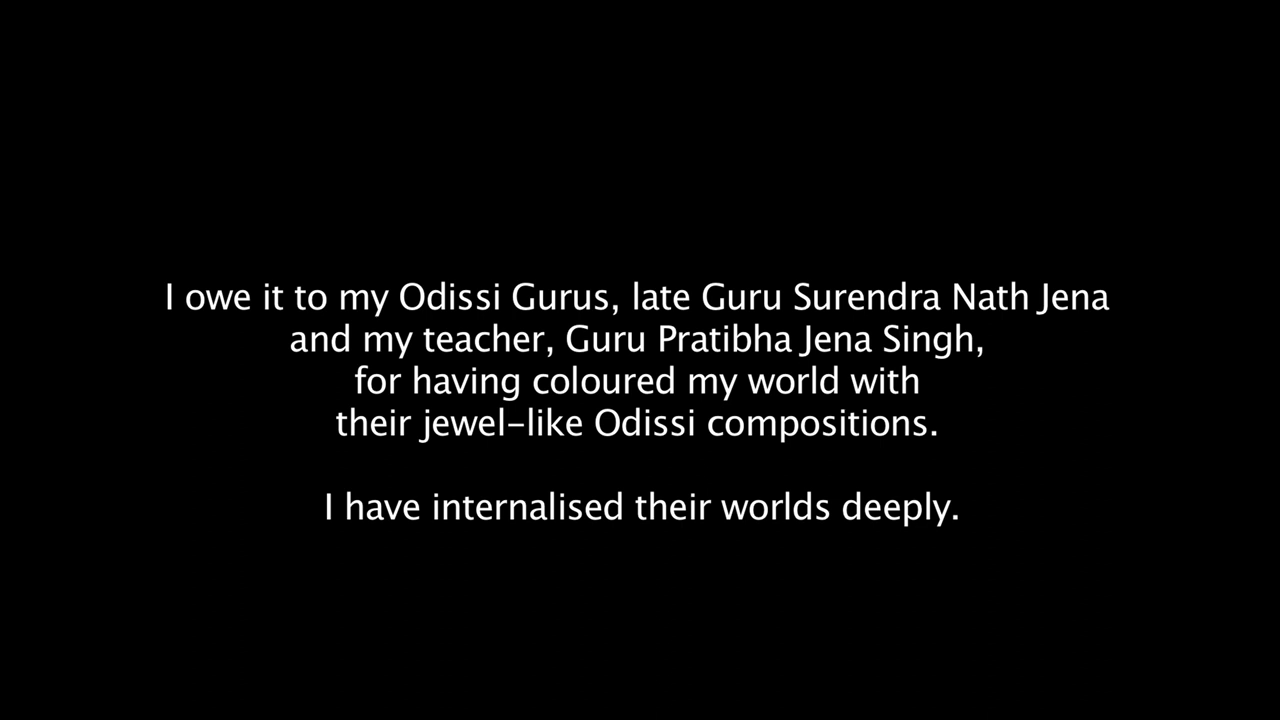 I owe it to my Odissi Gurus, late Guru Surendra Nath Jena
and my teacher, Guru Pratibha Jena Singh,
for having coloured my world with
their jewel-like Odissi compositions.
I have internalised their worlds deeply.